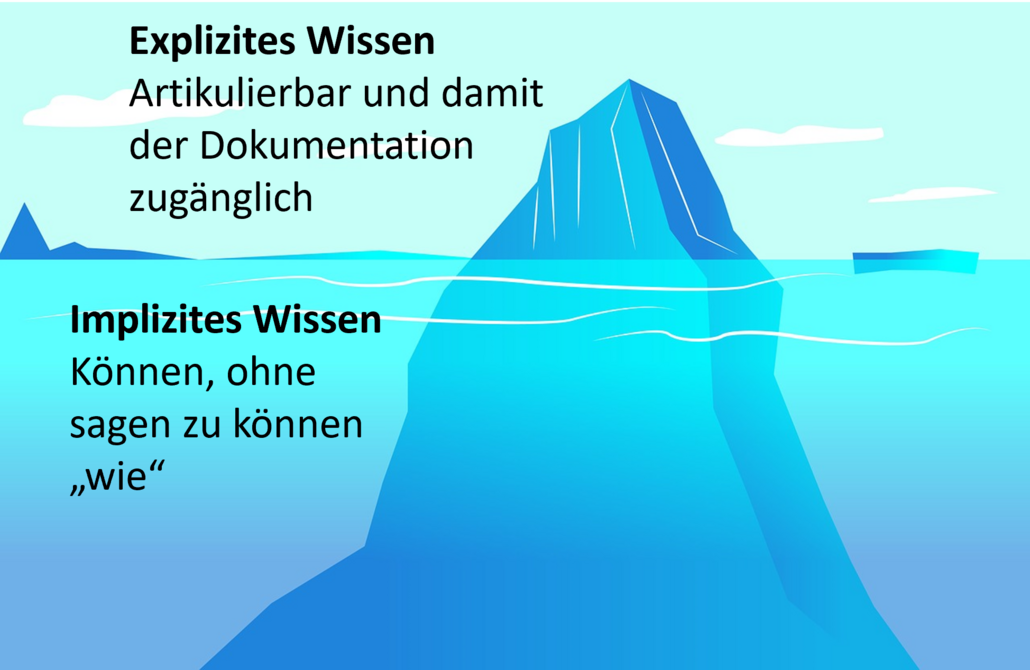 Explizites Wissen
Artikulierbar und damit
der Dokumentation
zugänglich
Implizites Wissen
Können, ohne
sagen zu können
„wie“